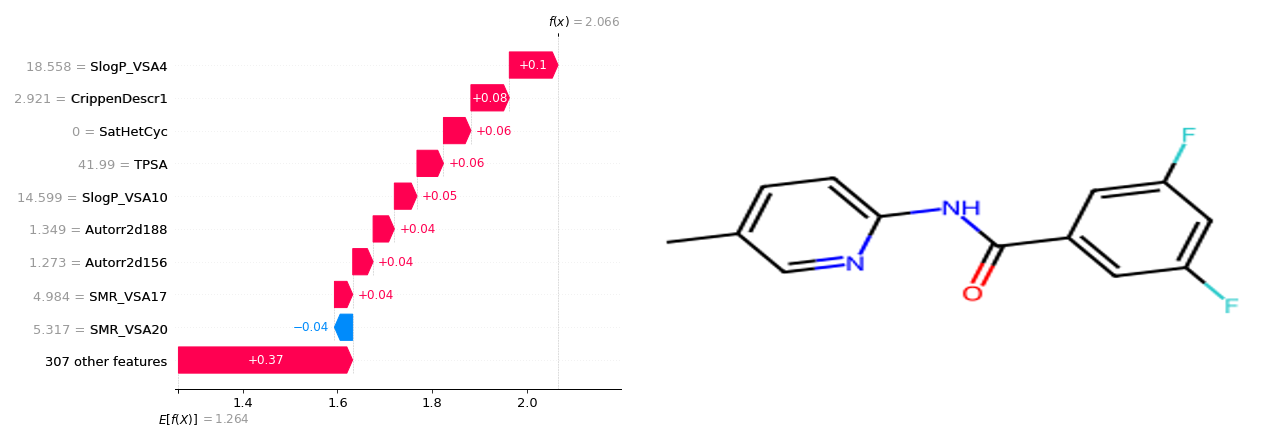 f(x) = 2.066
18.558 = SlogP_VSA4
+0.1
2.921 = CrippenDescr1
+0.08
0 = SatHetCyc
+0.06
41.99 = TPSA
+0.06
14.599 = SlogP_VSA10
+0.05
1.349 = Autorr2d188
+0.04
1.273 = Autorr2d156
+0.04
4.984 = SMR_VSA17
+0.04
5.317 = SMR_VSA20
−0.04
307 other features
+0.37
1.4 1.6 1.8 2.0
E[f(X)] = 1.264
F
NH
N
O
F